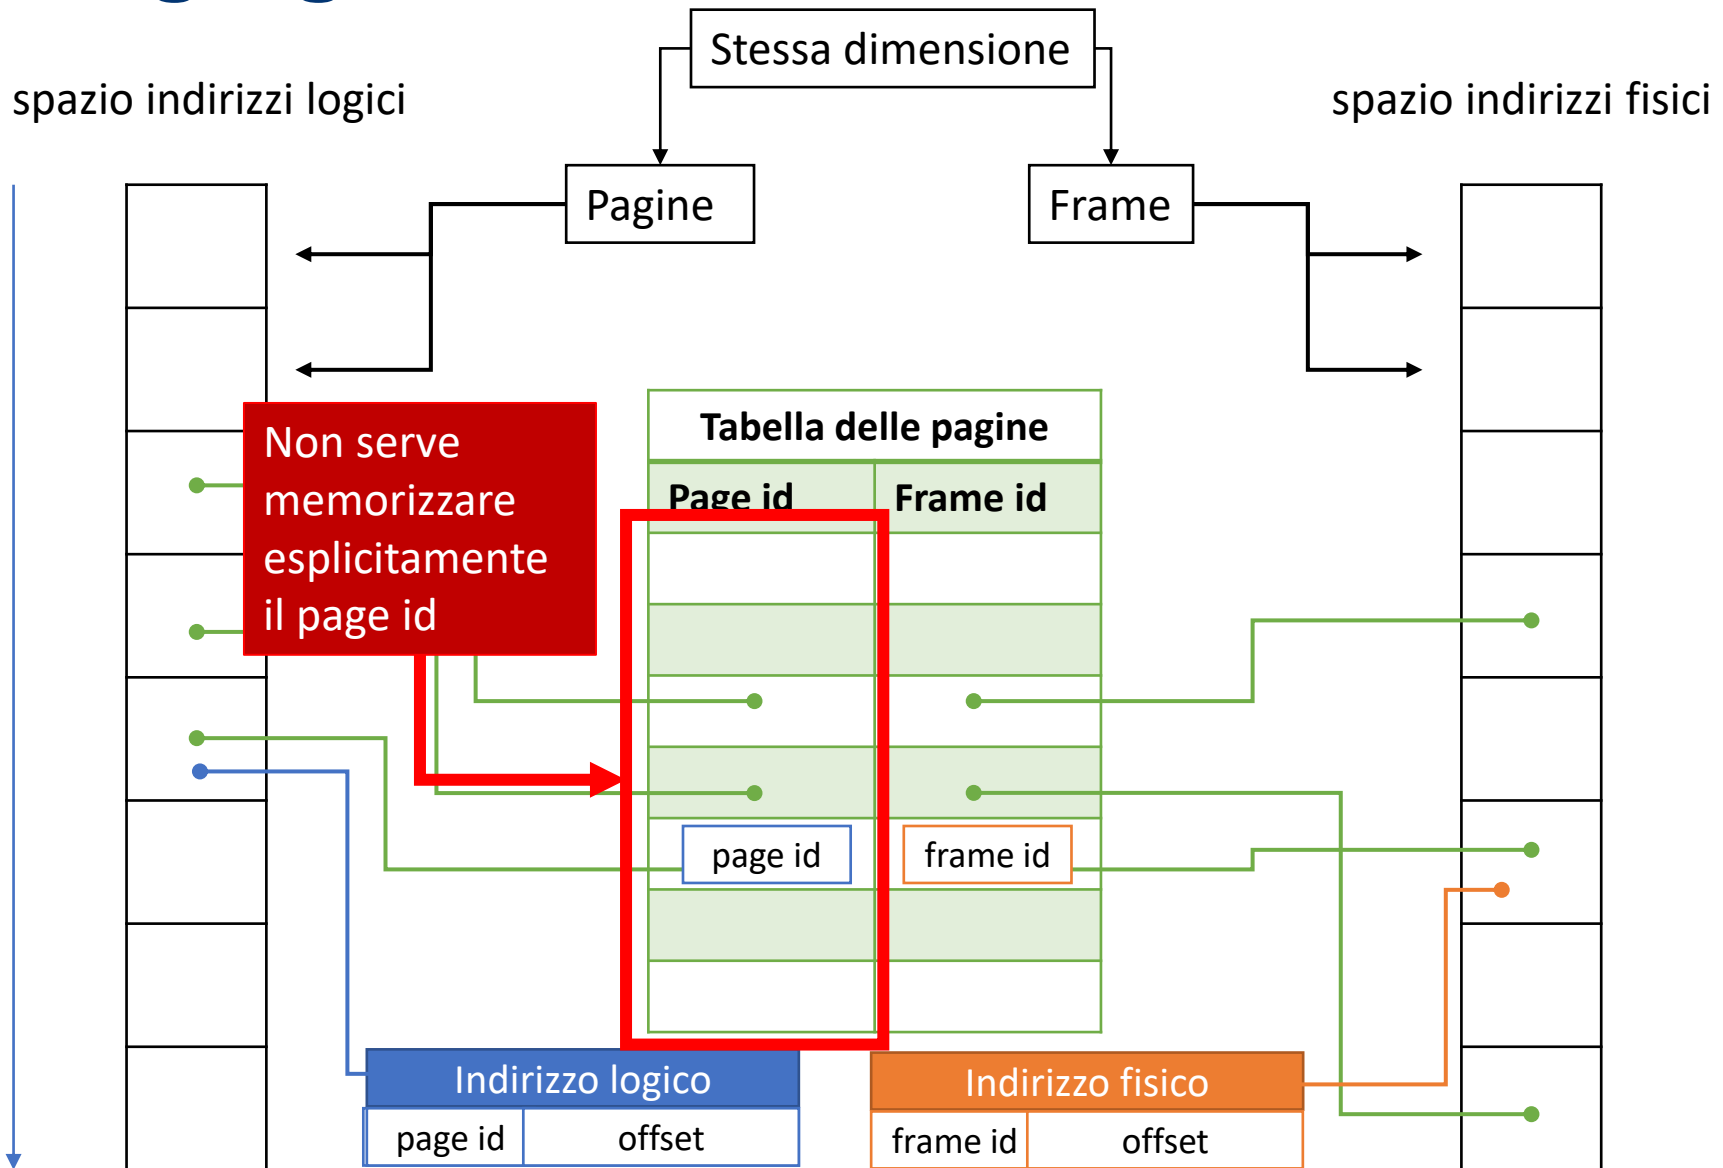 Stessa dimensione
spazio indirizzi logici
spazio indirizzi fisici
Pagine
Frame
Non serve
memorizzare
esplicitamente
il page id
Tabella delle pagine
Page id
Frame id
page id
frame id
Indirizzo logico
page id
offset
Indirizzo fisico
frame id
offset